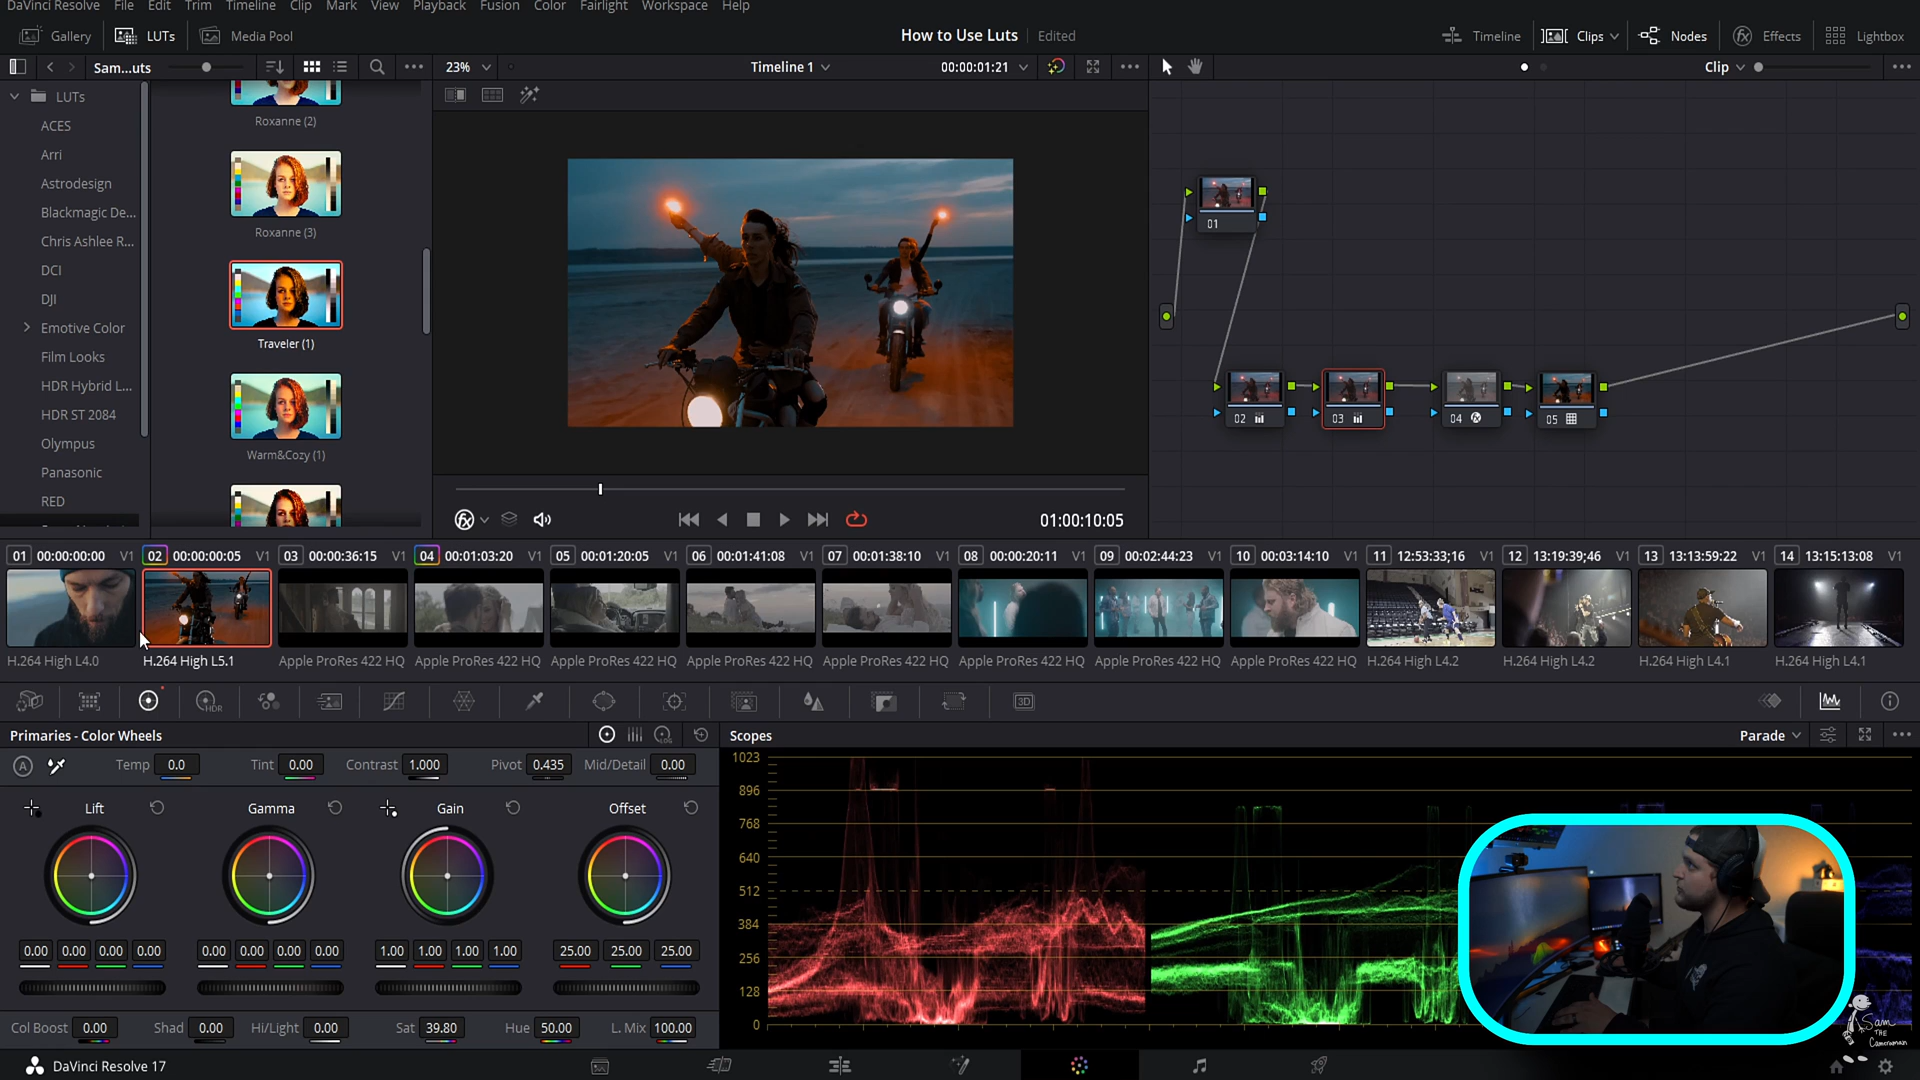 DaVinci Resolve File Edit Trim Timeline Clip Mark View Playback Fusion Color Fairlight Workspace Help
Gallery LUTs Media Pool How to Use Luts Edited Timeline Clips Nodes Effects Lightbox
Sam...uts 23% Timeline 1 00:00:01:21 Clip
LUTs
ACES
Arri
Astrodesign
Blackmagic De...
Chris Ashlee R...
DCI
DJI
Emotive Color
Film Looks
HDR Hybrid L...
HDR ST 2084
Olympus
Panasonic
RED
Roxanne (2)
Roxanne (3)
Traveler (1)
Warm&Cozy (1)
01
02 03 04 05
01:00:10:05
01 00:00:00:00 V1 02 00:00:00:05 V1 03 00:00:36:15 V1 04 00:01:03:20 V1 05 00:01:20:05 V1 06 00:01:41:08 V1 07 00:01:38:10 V1 08 00:00:20:11 V1 09 00:02:44:23 V1 10 00:03:14:10 V1 11 12:53:33;16 V1 12 13:19:39;46 V1 13 13:13:59:22 V1 14 13:15:13:08 V1
H.264 High L4.0 H.264 High L5.1 Apple ProRes 422 HQ Apple ProRes 422 HQ Apple ProRes 422 HQ Apple ProRes 422 HQ Apple ProRes 422 HQ Apple ProRes 422 HQ Apple ProRes 422 HQ Apple ProRes 422 HQ H.264 High L4.2 H.264 High L4.2 H.264 High L4.1 H.264 High L4.1
HDR 3D
Primaries - Color Wheels LOG
A Temp 0.0 Tint 0.00 Contrast 1.000 Pivot 0.435 Mid/Detail 0.00
Lift Gamma Gain Offset
0.00 0.00 0.00 0.00 0.00 0.00 0.00 0.00 1.00 1.00 1.00 1.00 25.00 25.00 25.00
Col Boost 0.00 Shad 0.00 Hi/Light 0.00 Sat 39.80 Hue 50.00 L. Mix 100.00
Scopes Parade
1023
896
768
640
512
384
256
128
0
Sam
THE
Cameraman
DaVinci Resolve 17